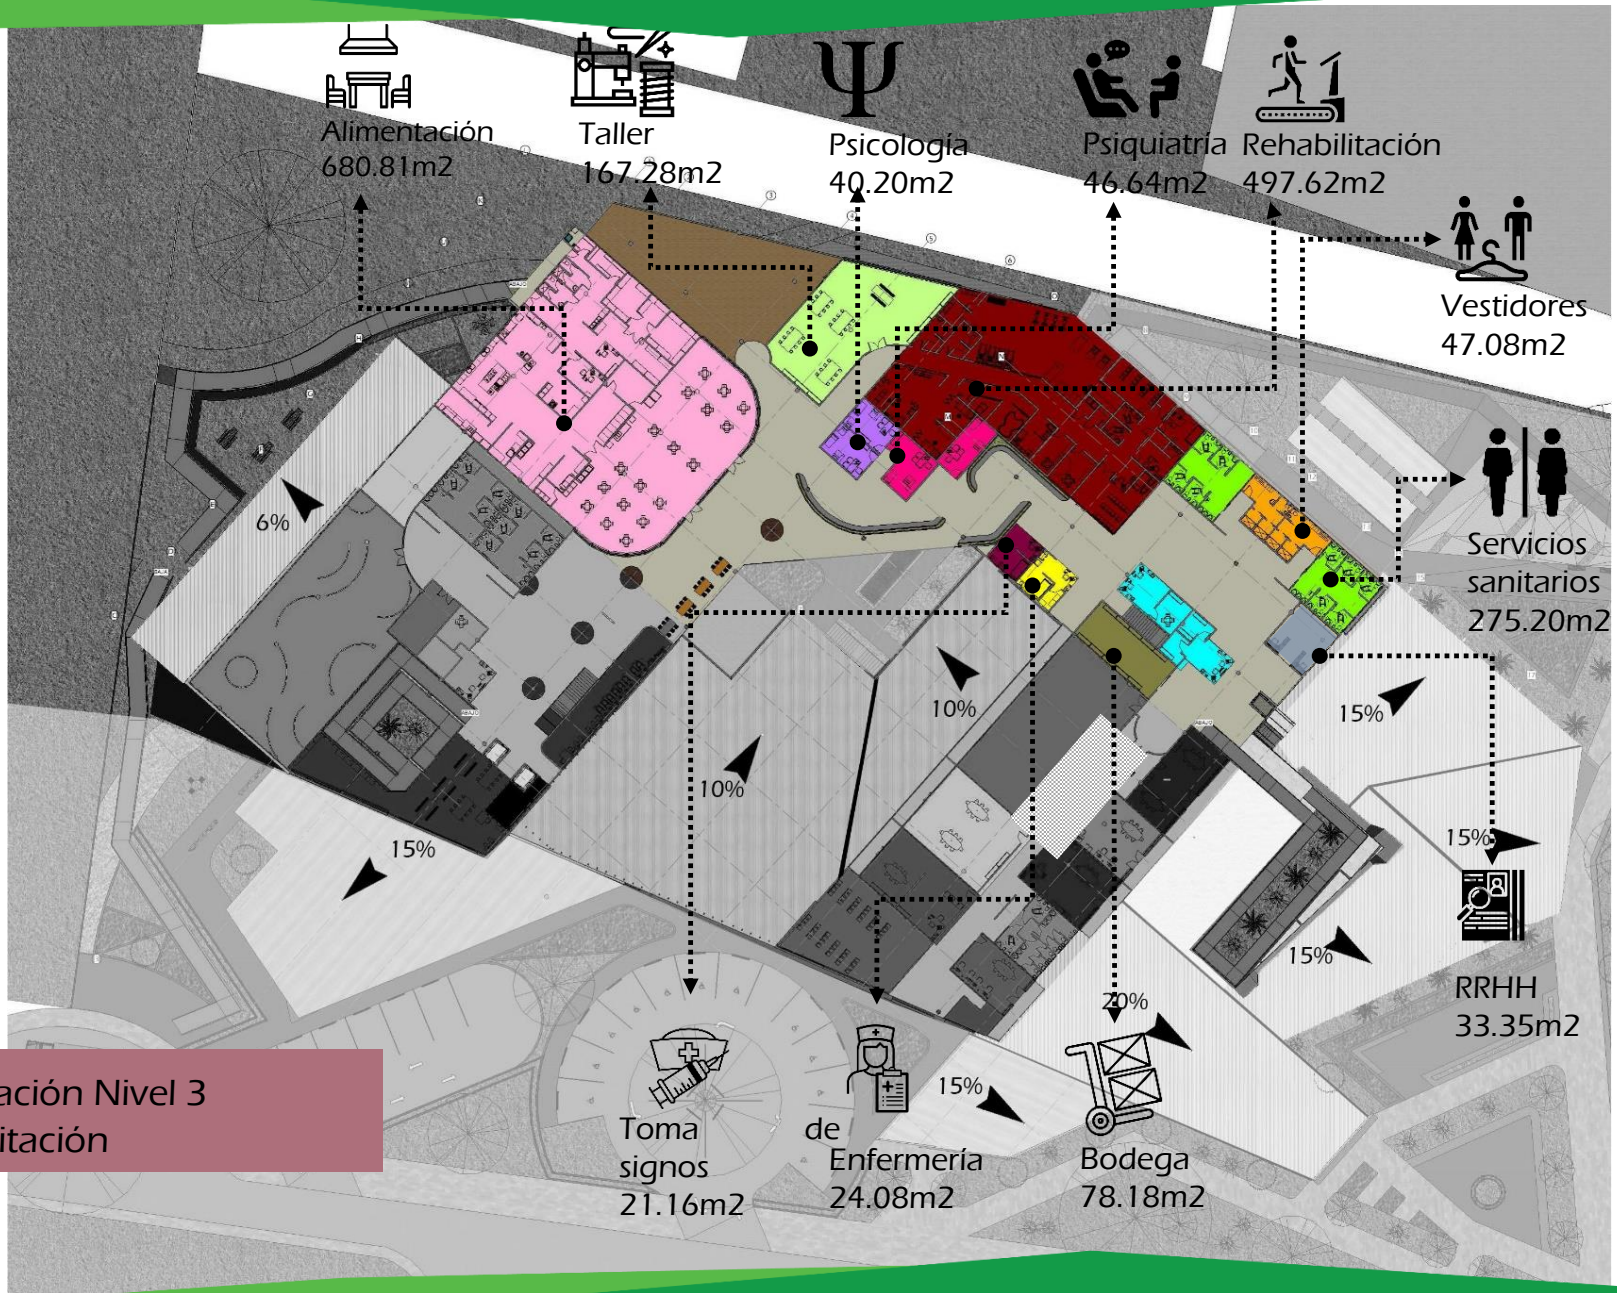 Alimentación
680.81m2
Taller
167.28m2
Psicología
40.20m2
Psiquiatría
46.64m2
Rehabilitación
497.62m2
Vestidores
47.08m2
Servicios
sanitarios
275.20m2
6%
10%
10%
15%
15%
15%
15%
20%
15%
RRHH
33.35m2
ación Nivel 3
itación
Toma de
signos
21.16m2
Enfermería
24.08m2
Bodega
78.18m2